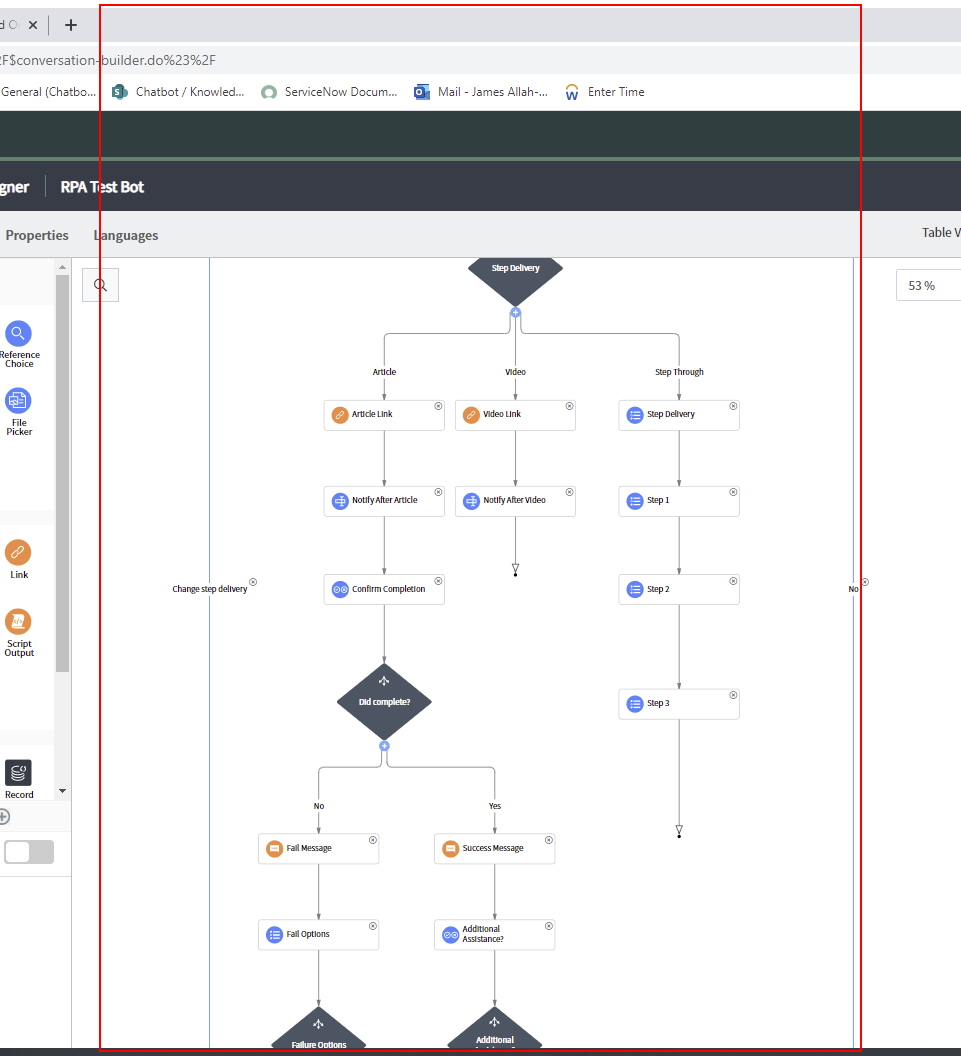 d O
2F$conversation-builder.do%23%2F
General (Chatbo...
Chatbot / Knowled...
ServiceNow Docum...
Mail - James Allah-...
Enter Time
gner
RPA Test Bot
Properties
Languages
Table V
53 %
Reference
Choice
File
Picker
Link
Script
Output
Record
Step Delivery
Article
Video
Step Through
Article Link
Video Link
Step Delivery
Notify After Article
Notify After Video
Step 1
Change step delivery
Confirm Completion
Step 2
No
Did complete?
Step 3
No
Yes
Fail Message
Success Message
Fail Options
Additional
Assistance?
Failure Options
Additional